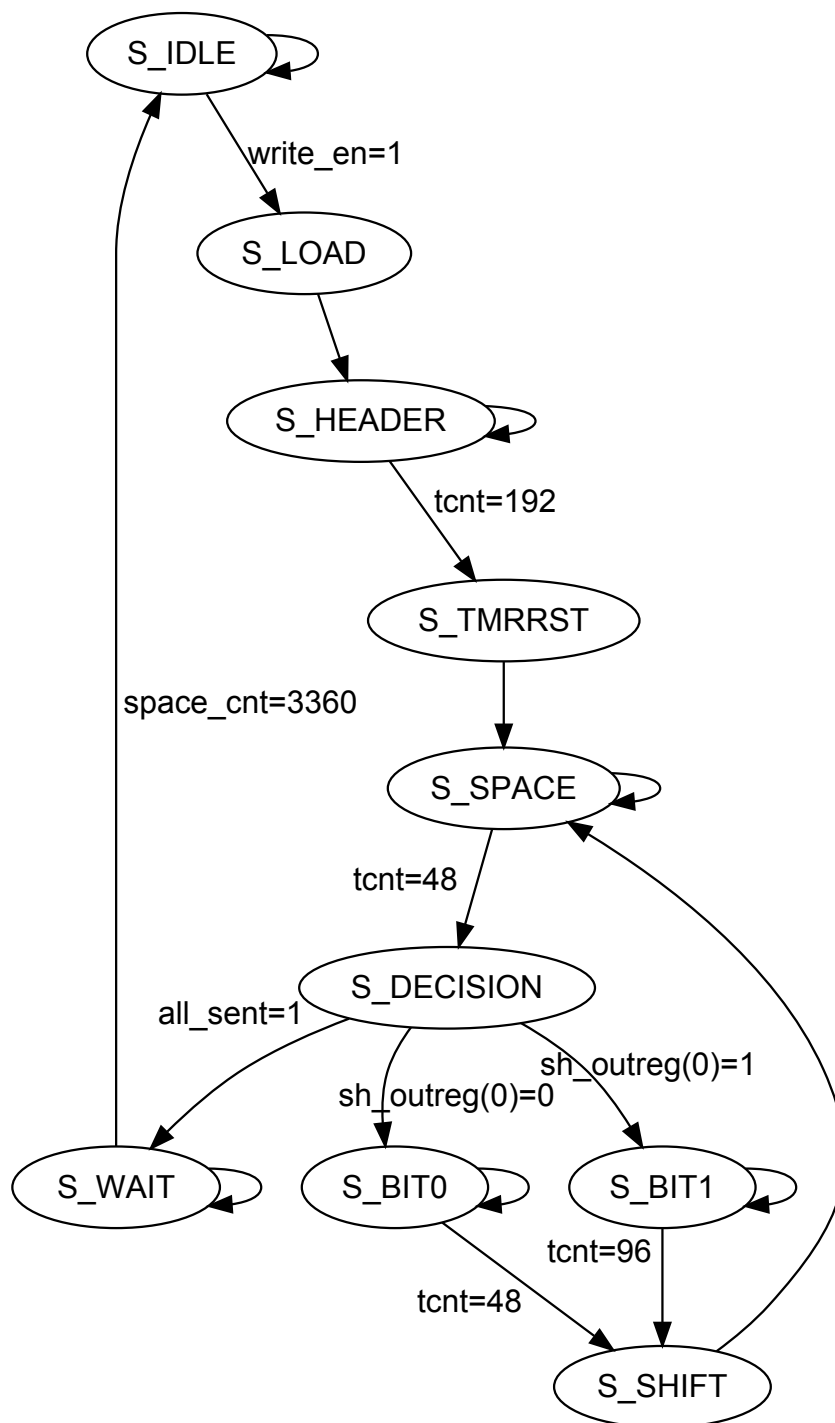 S_IDLE
write_en=1
S_LOAD
S_HEADER
tcnt=192
S_TMRRST
space_cnt=3360
S_SPACE
tcnt=48
S_DECISION
all_sent=1
sh_outreg(0)=1
sh_outreg(0)=0
S_WAIT
S_BIT0
S_BIT1
tcnt=96
tcnt=48
S_SHIFT